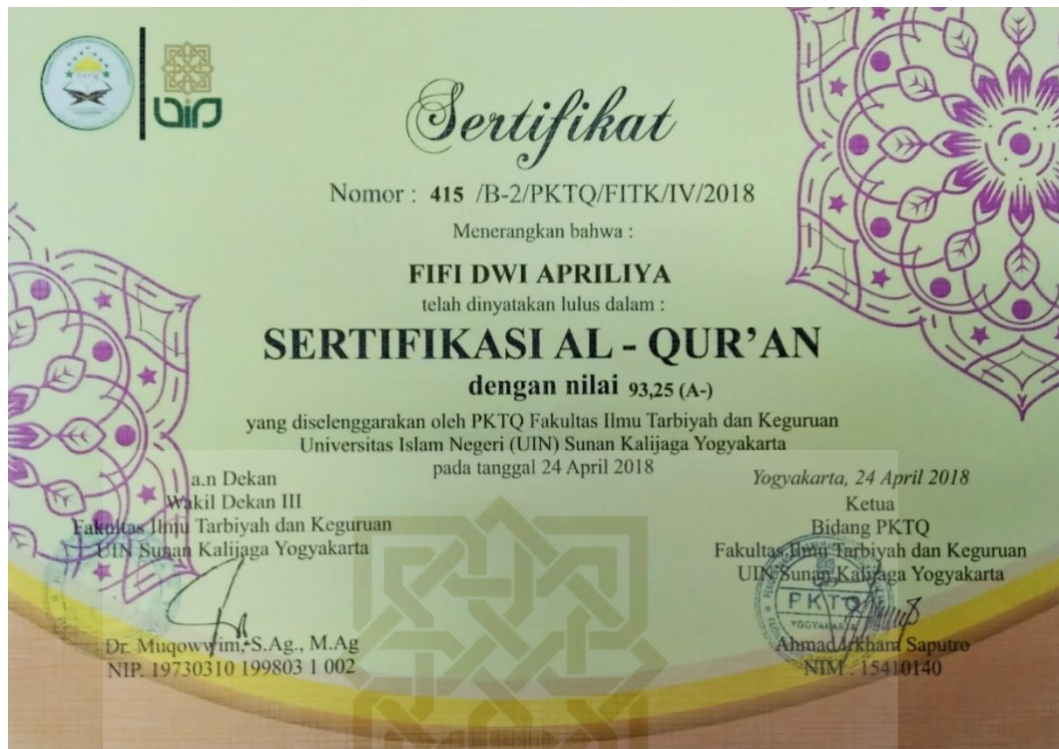 UIN
Sertifikat
Nomor : 415 /B-2/PKTQ/FITK/IV/2018
Menerangkan bahwa :
FIFI DWI APRILIYA
telah dinyatakan lulus dalam :
SERTIFIKASI AL - QUR’AN
dengan nilai 93,25 (A-)
yang diselenggarakan oleh PKTQ Fakultas Ilmu Tarbiyah dan Keguruan
Universitas Islam Negeri (UIN) Sunan Kalijaga Yogyakarta
pada tanggal 24 April 2018
a.n Dekan
Wakil Dekan III
Fakultas Ilmu Tarbiyah dan Keguruan
UIN Sunan Kalijaga Yogyakarta
Dr. Muqowwim, S.Ag., M.Ag
NIP. 19730310 199803 1 002
Yogyakarta, 24 April 2018
Ketua
Bidang PKTQ
Fakultas Ilmu Tarbiyah dan Keguruan
UIN Sunan Kalijaga Yogyakarta
PKTQ
YOGYAKARTA
Ahmad Arkham Saputro
NIM : 15410140